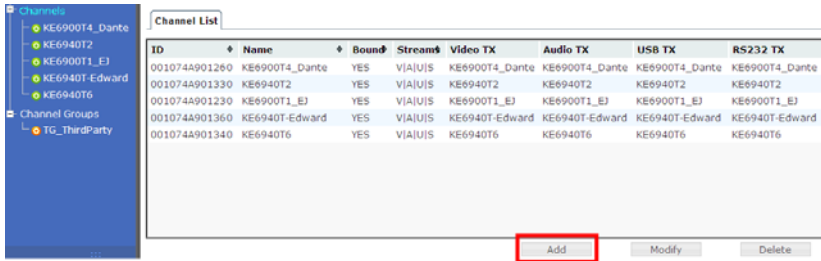 Channels
KE6900T4_Dante
KE6940T2
KE6900T1_EJ
KE6940T-Edward
KE6940T6
Channel Groups
TG_ThirdParty
Channel List
ID Name Bound Streams Video TX Audio TX USB TX RS232 TX
001074A901260 KE6900T4_Dante YES V|A|U|S KE6900T4_Dante KE6900T4_Dante KE6900T4_Dante KE6900T4_Dante
001074A901330 KE6940T2 YES V|A|U|S KE6940T2 KE6940T2 KE6940T2 KE6940T2
001074A901230 KE6900T1_EJ YES V|A|U|S KE6900T1_EJ KE6900T1_EJ KE6900T1_EJ KE6900T1_EJ
001074A901360 KE6940T-Edward YES V|A|U|S KE6940T-Edward KE6940T-Edward KE6940T-Edward KE6940T-Edward
001074A901340 KE6940T6 YES V|A|U|S KE6940T6 KE6940T6 KE6940T6 KE6940T6
Add Modify Delete